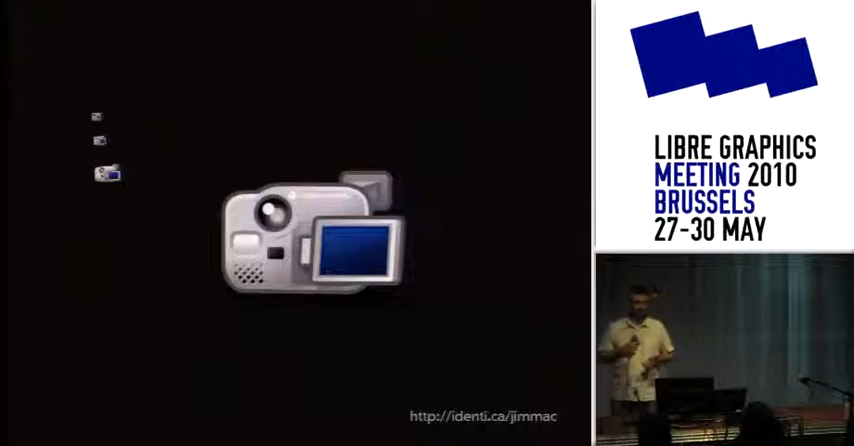 http://identi.ca/jimmac
LIBRE GRAPHICS
MEETING 2010
BRUSSELS
27-30 MAY